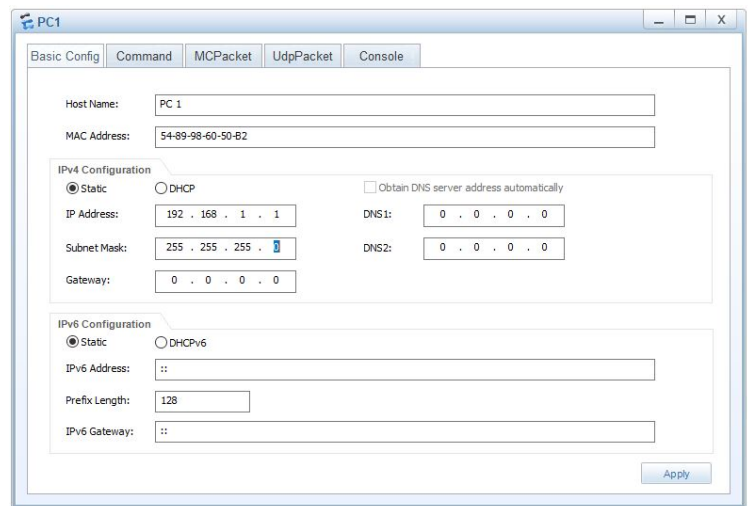 PC1
X
Basic Config Command MCPacket UdpPacket Console
Host Name: PC 1
MAC Address: 54-89-98-60-50-B2
IPv4 Configuration
Static DHCP Obtain DNS server address automatically
IP Address: 192 . 168 . 1 . 1 DNS1: 0 . 0 . 0 . 0
Subnet Mask: 255 . 255 . 255 . 0 DNS2: 0 . 0 . 0 . 0
Gateway: 0 . 0 . 0 . 0
IPv6 Configuration
Static DHCPv6
IPv6 Address: ::
Prefix Length: 128
IPv6 Gateway: ::
Apply